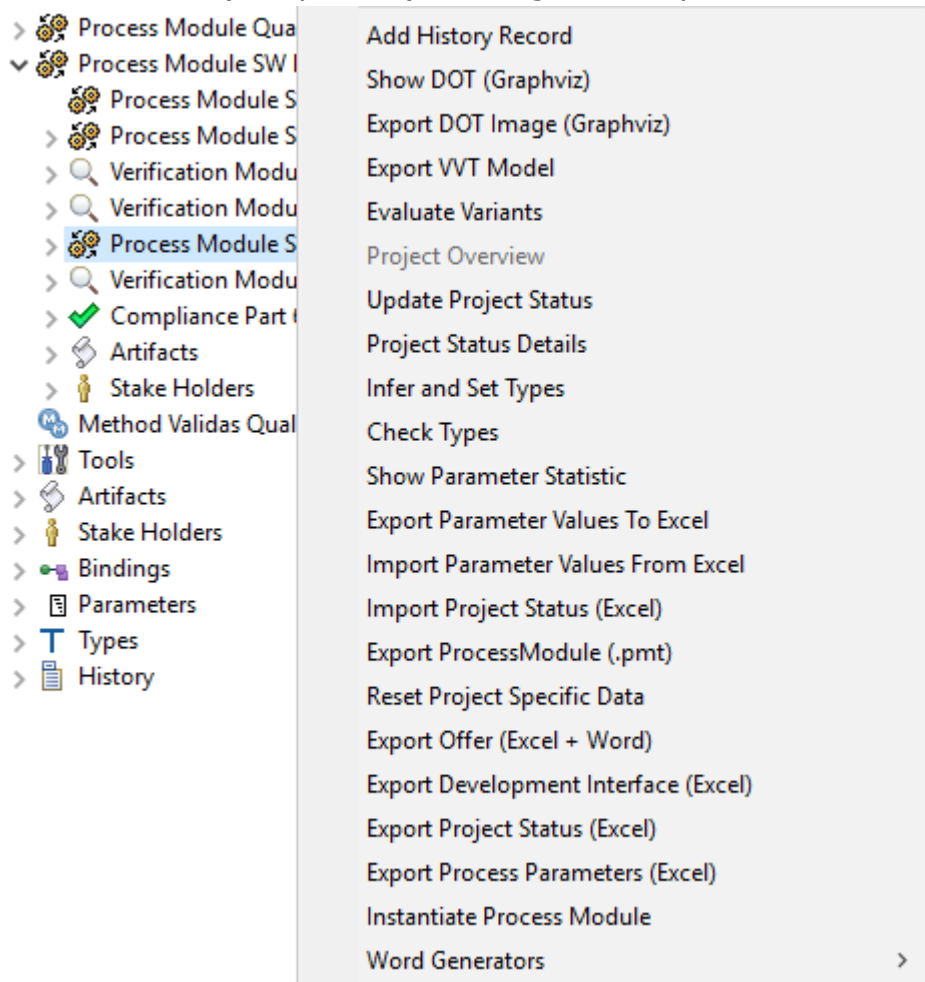 Process Module Qua
Process Module SW
Process Module S
Process Module S
Verification Modu
Verification Modu
Process Module S
Verification Modu
Compliance Part
Artifacts
Stake Holders
Method Validas Qual
Tools
Artifacts
Stake Holders
Bindings
Parameters
Types
History
Add History Record
Show DOT (Graphviz)
Export DOT Image (Graphviz)
Export VVT Model
Evaluate Variants
Project Overview
Update Project Status
Project Status Details
Infer and Set Types
Check Types
Show Parameter Statistic
Export Parameter Values To Excel
Import Parameter Values From Excel
Import Project Status (Excel)
Export ProcessModule (.pmt)
Reset Project Specific Data
Export Offer (Excel + Word)
Export Development Interface (Excel)
Export Project Status (Excel)
Export Process Parameters (Excel)
Instantiate Process Module
Word Generators